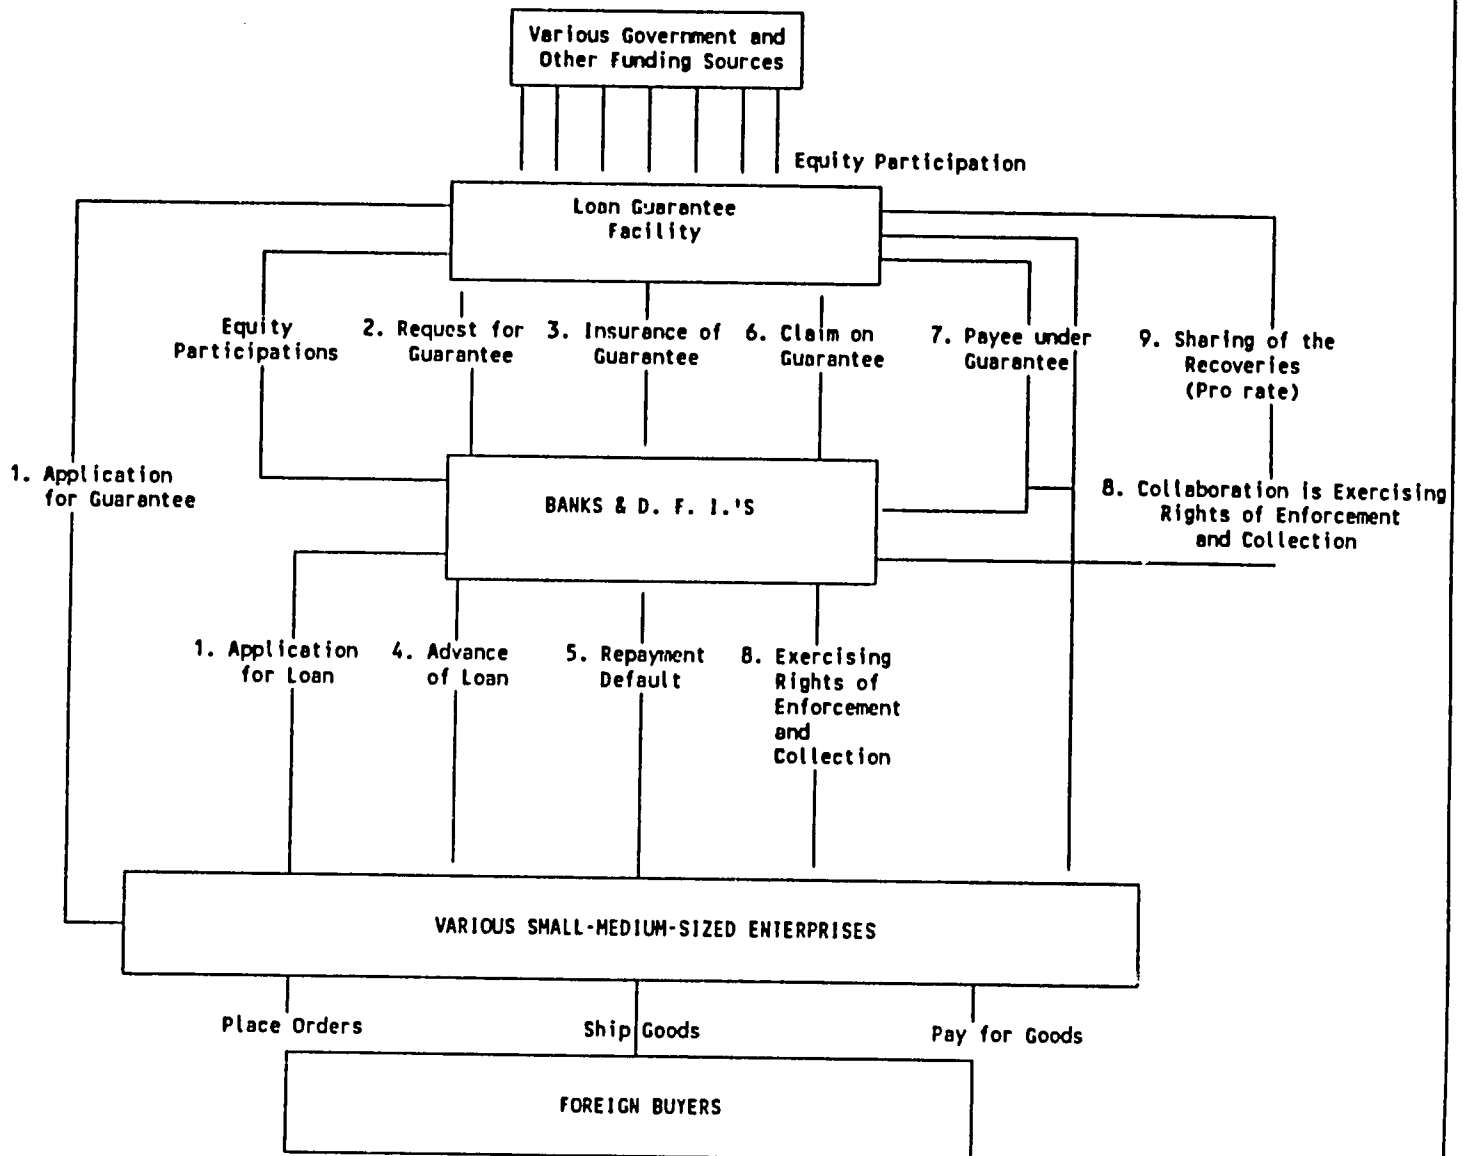 Various Government and
Other Funding Sources
Equity Participation
Loan Guarantee
Facility
Equity
Participations
2. Request for
Guarantee
3. Insurance of
Guarantee
6. Claim on
Guarantee
7. Payee under
Guarantee
9. Sharing of the
Recoveries
(Pro rate)
1. Application
for Guarantee
BANKS & D. F. I.'S
8. Collaboration is Exercising
Rights of Enforcement
and Collection
1. Application
for Loan
4. Advance
of Loan
5. Repayment
Default
8. Exercising
Rights of
Enforcement
and
Collection
VARIOUS SMALL-MEDIUM-SIZED ENTERPRISES
Place Orders
Ship Goods
Pay for Goods
FOREIGN BUYERS